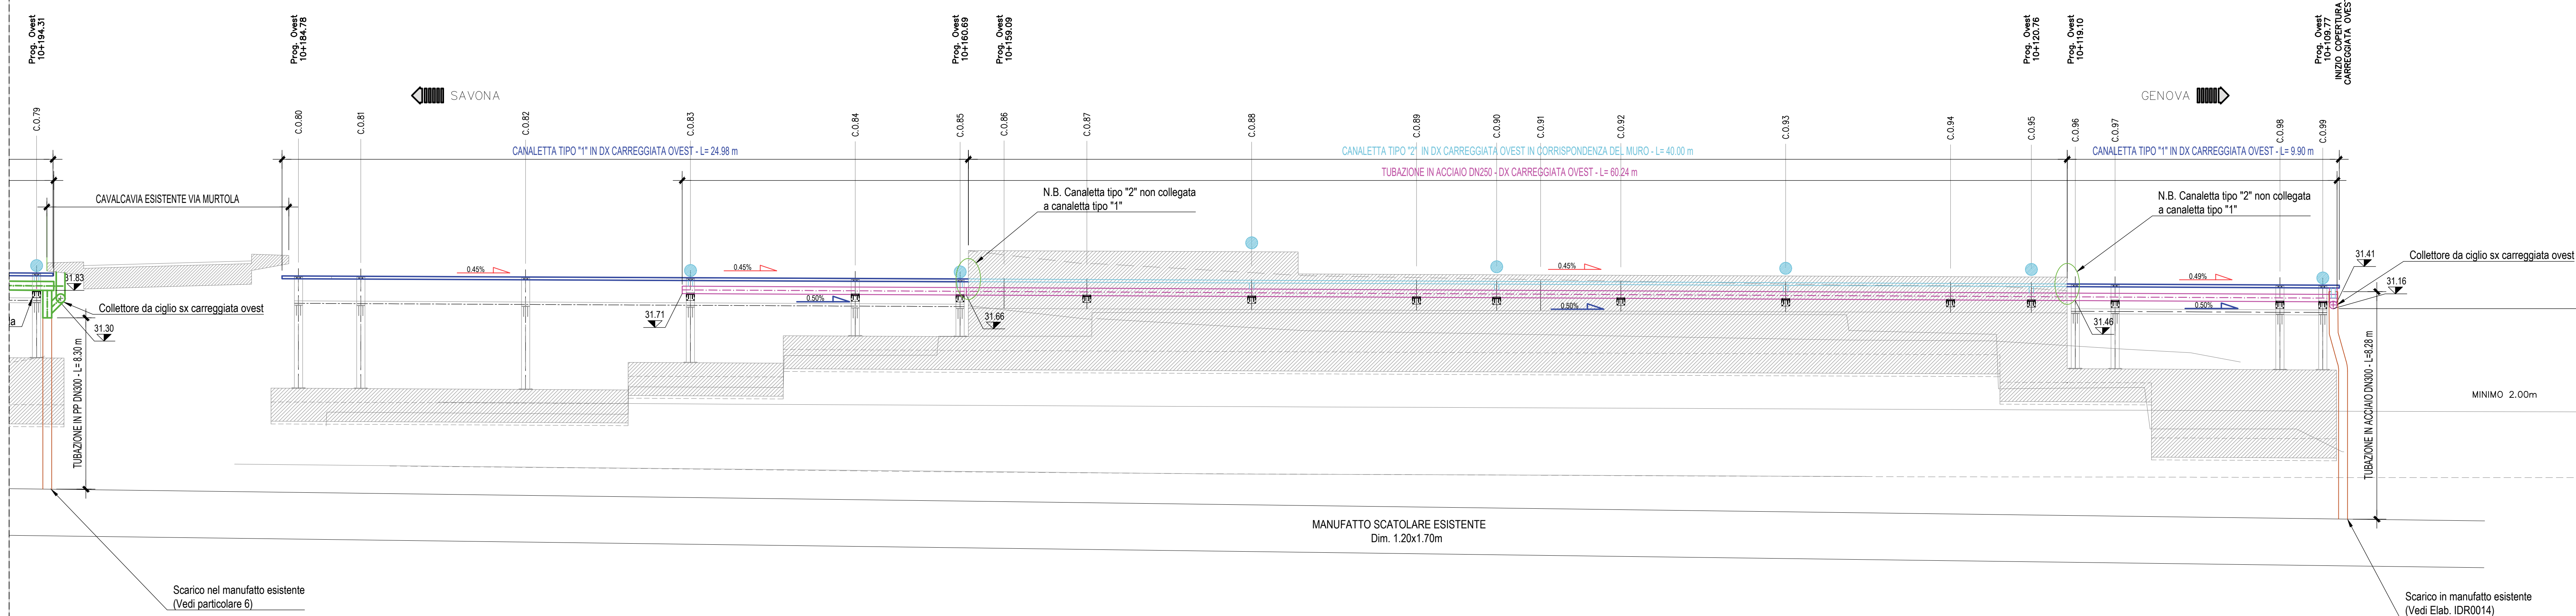 Prog. Ovest
10+194.31
Prog. Ovest
10+184.78
Prog. Ovest
10+160.69
Prog. Ovest
10+159.09
Prog. Ovest
10+120.76
Prog. Ovest
10+119.10
Prog. Ovest
10+109.77
INIZIO COPERTURA
CARREGGIATA OVEST
SAVONA
GENOVA
C.O.79
C.O.80
C.O.81
C.O.82
C.O.83
C.O.84
C.O.85
C.O.86
C.O.87
C.O.88
C.O.89
C.O.90
C.O.91
C.O.92
C.O.93
C.O.94
C.O.95
C.O.96
C.O.97
C.O.98
C.O.99
CANALETTA TIPO "1" IN DX CARREGGIATA OVEST - L= 24.98 m
CANALETTA TIPO "2" IN DX CARREGGIATA OVEST IN CORRISPONDENZA DEL MURO - L= 40.00 m
CANALETTA TIPO "1" IN DX CARREGGIATA OVEST - L= 9.90 m
TUBAZIONE IN ACCIAIO DN250 - DX CARREGGIATA OVEST - L= 60.24 m
CAVALCAVIA ESISTENTE VIA MURTOLA
N.B. Canaletta tipo "2" non collegata
a canaletta tipo "1"
N.B. Canaletta tipo "2" non collegata
a canaletta tipo "1"
31.83
0.45%
0.45%
0.45%
0.49%
31.41
Collettore da ciglio sx carreggiata ovest
31.16
0.50%
0.50%
0.50%
Collettore da ciglio sx carreggiata ovest
a
31.30
31.71
31.66
31.46
TUBAZIONE IN PP DN300 - L= 8.30 m
TUBAZIONE IN ACCIAIO DN300 - L=8.28 m
MINIMO 2.00m
MANUFATTO SCATOLARE ESISTENTE
Dim. 1.20x1.70m
Scarico nel manufatto esistente
(Vedi particolare 6)
Scarico in manufatto esistente
(Vedi Elab. IDR0014)